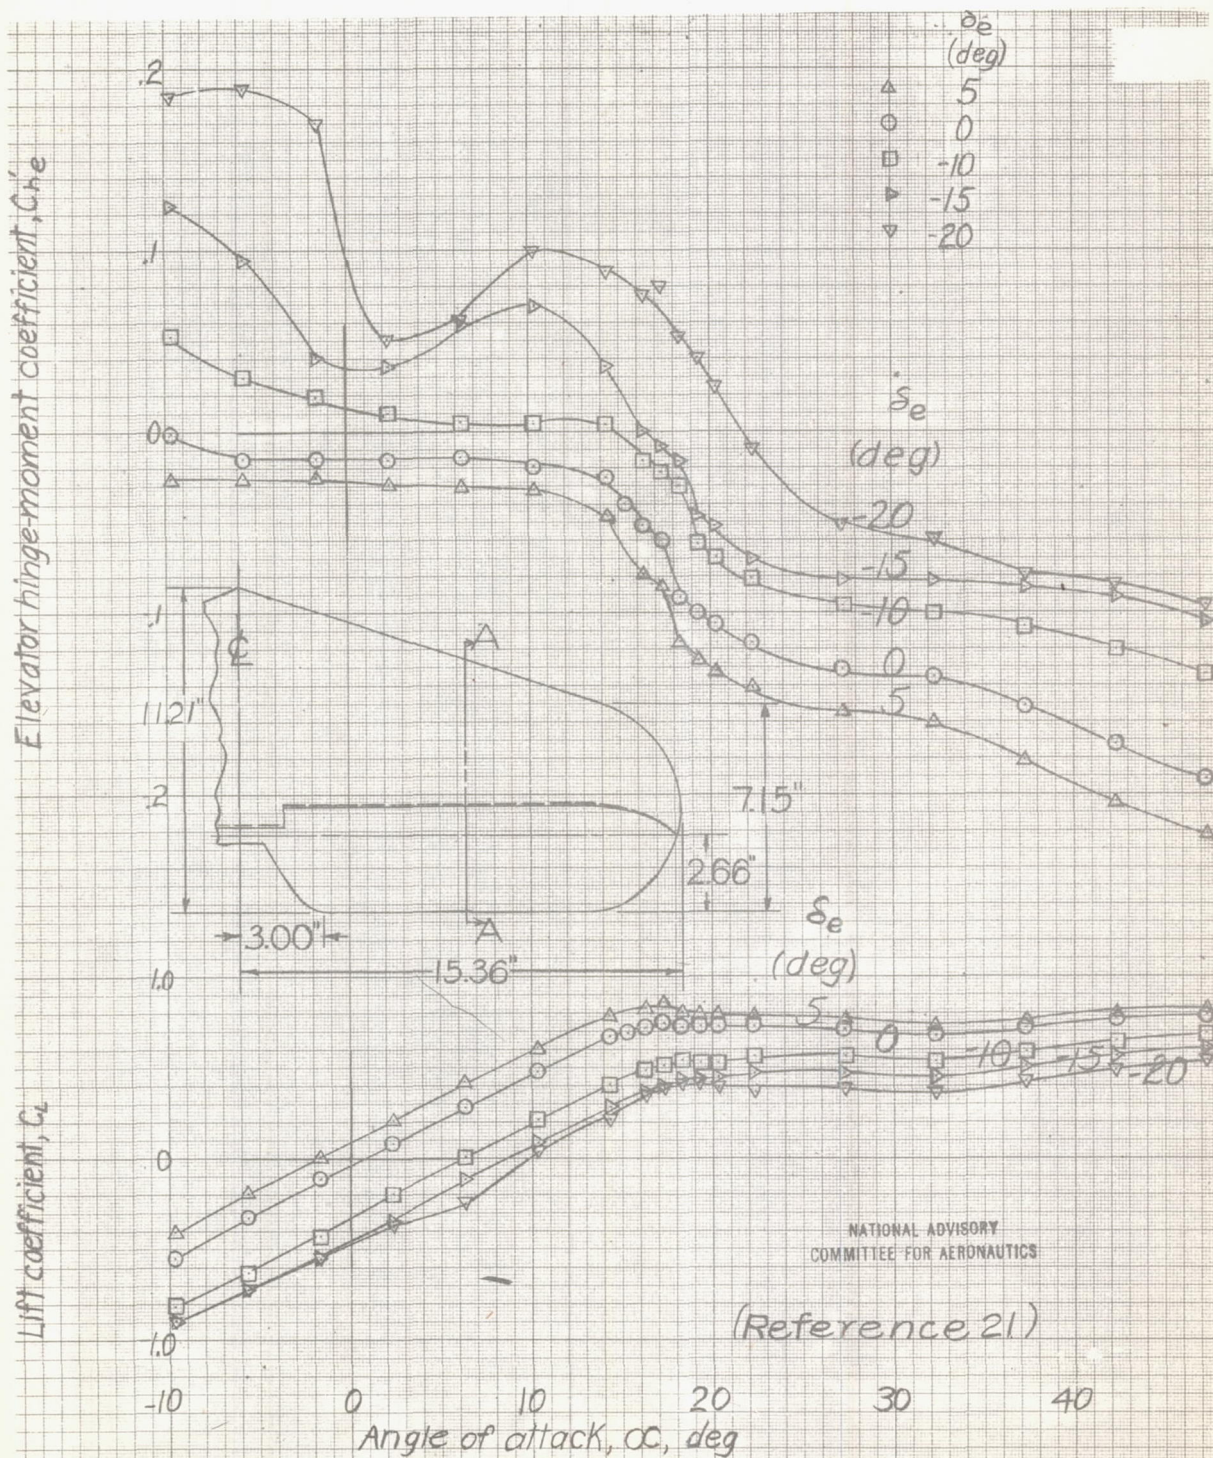 δe
(deg)
△ 5
○ 0
□ -10
▷ -15
▽ -20
Elevator hinge-moment coefficient, Che'
.2
.1
0
.1
.2
δe
(deg)
-20
-15
-10
0
5
℄
A
11.21"
7.15"
2.66"
3.00"
A
15.36"
δe
(deg)
5
0
-10
-15
-20
Lift coefficient, CL
1.0
0
1.0
NATIONAL ADVISORY
COMMITTEE FOR AERONAUTICS
(Reference 21)
-10 0 10 20 30 40
Angle of attack, α, deg